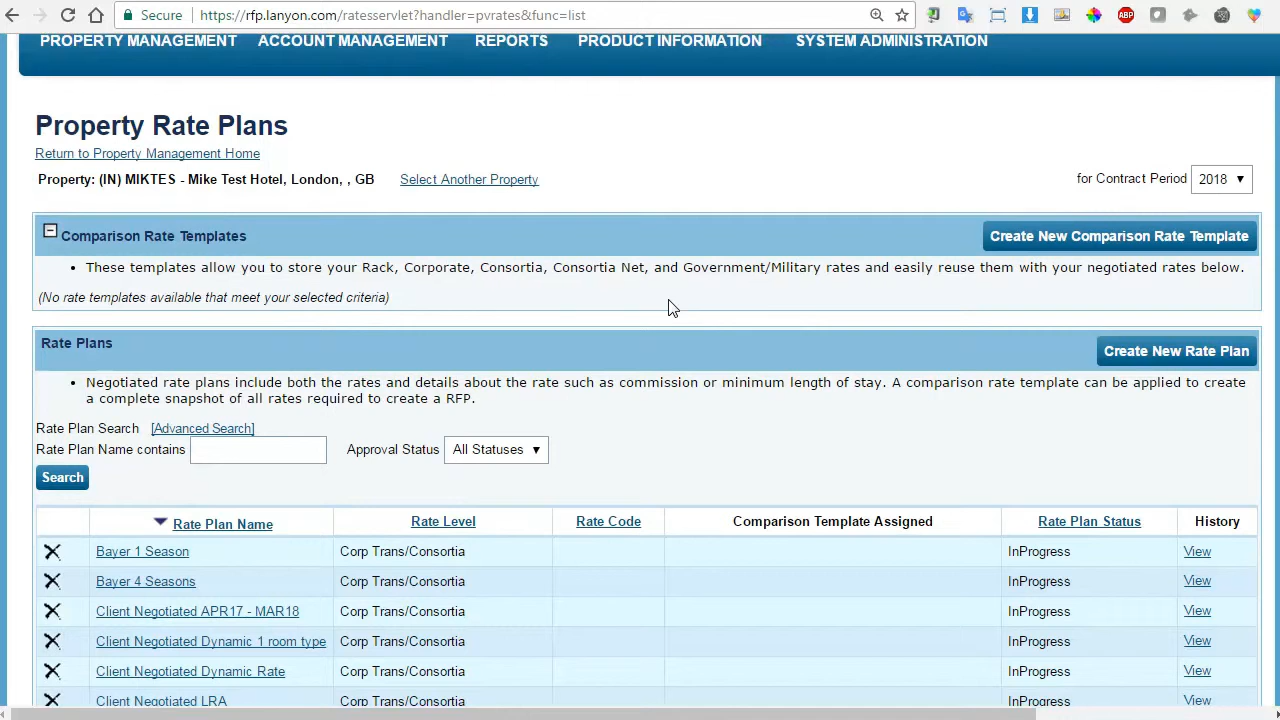 Secure https://rfp.lanyon.com/ratesservlet?handler=pvrates&func=list
ABP
PROPERTY MANAGEMENT ACCOUNT MANAGEMENT REPORTS PRODUCT INFORMATION SYSTEM ADMINISTRATION
Property Rate Plans
Return to Property Management Home
Property: (IN) MIKTES - Mike Test Hotel, London, , GB Select Another Property for Contract Period 2018
Comparison Rate Templates Create New Comparison Rate Template
• These templates allow you to store your Rack, Corporate, Consortia, Consortia Net, and Government/Military rates and easily reuse them with your negotiated rates below.
(No rate templates available that meet your selected criteria)
Rate Plans Create New Rate Plan
• Negotiated rate plans include both the rates and details about the rate such as commission or minimum length of stay. A comparison rate template can be applied to create
a complete snapshot of all rates required to create a RFP.
Rate Plan Search [Advanced Search]
Rate Plan Name contains Approval Status All Statuses
Search
Rate Plan Name Rate Level Rate Code Comparison Template Assigned Rate Plan Status History
Bayer 1 Season Corp Trans/Consortia InProgress View
Bayer 4 Seasons Corp Trans/Consortia InProgress View
Client Negotiated APR17 - MAR18 Corp Trans/Consortia InProgress View
Client Negotiated Dynamic 1 room type Corp Trans/Consortia InProgress View
Client Negotiated Dynamic Rate Corp Trans/Consortia InProgress View
Client Negotiated LRA Corp Trans/Consortia InProgress View